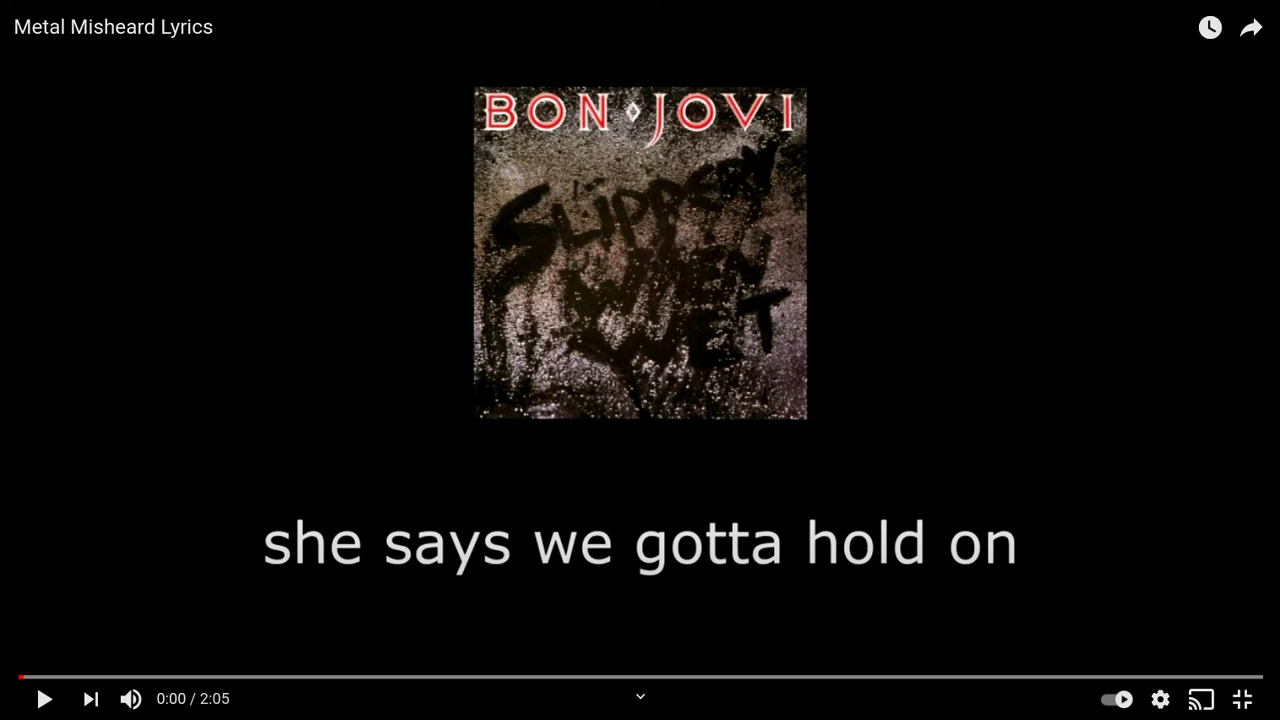 Metal Misheard Lyrics
BON JOVI
SLIPPERY
WHEN
WET
she says we gotta hold on
0:00 / 2:05